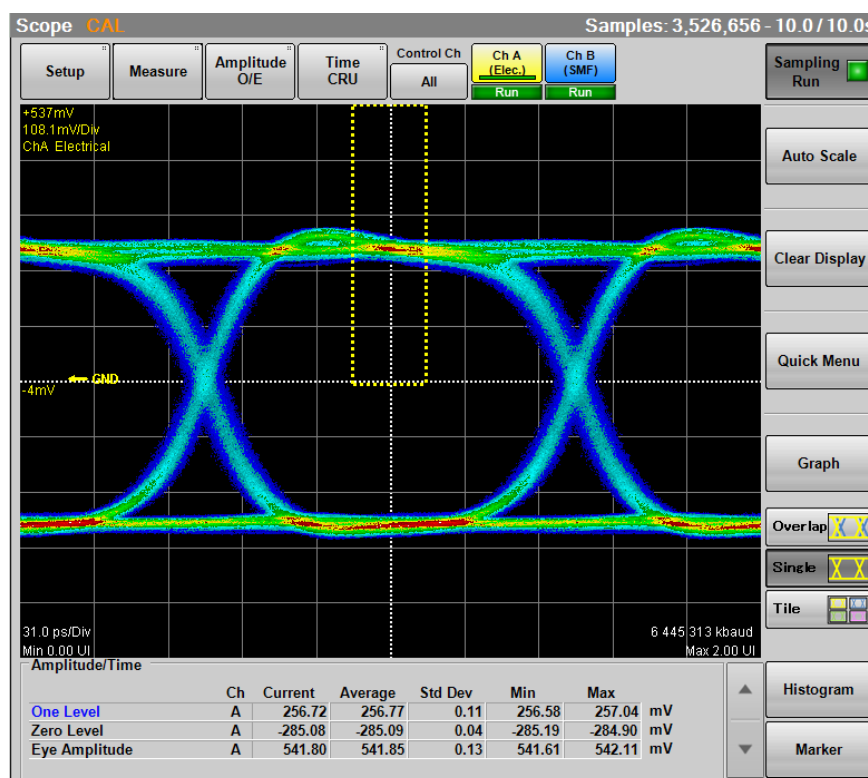 Scope CAL Samples: 3,526,656 - 10.0 / 10.0s
Setup
Measure
Amplitude O/E
Time CRU
Control Ch
All
Ch A (Elec.)
Run
Ch B (SMF)
Run
Sampling Run
+537mV
108.1mV/Div
ChA Electrical
Auto Scale
Clear Display
Quick Menu
GND
-4mV
Graph
Overlap
Single
Tile
31.0 ps/Div
6 445 313 kbaud
Min 0.00 UI
Max 2.00 UI
Amplitude/Time
Ch Current Average Std Dev Min Max
One Level A 256.72 256.77 0.11 256.58 257.04 mV
Zero Level A -285.08 -285.09 0.04 -285.19 -284.90 mV
Eye Amplitude A 541.80 541.85 0.13 541.61 542.11 mV
Histogram
Marker